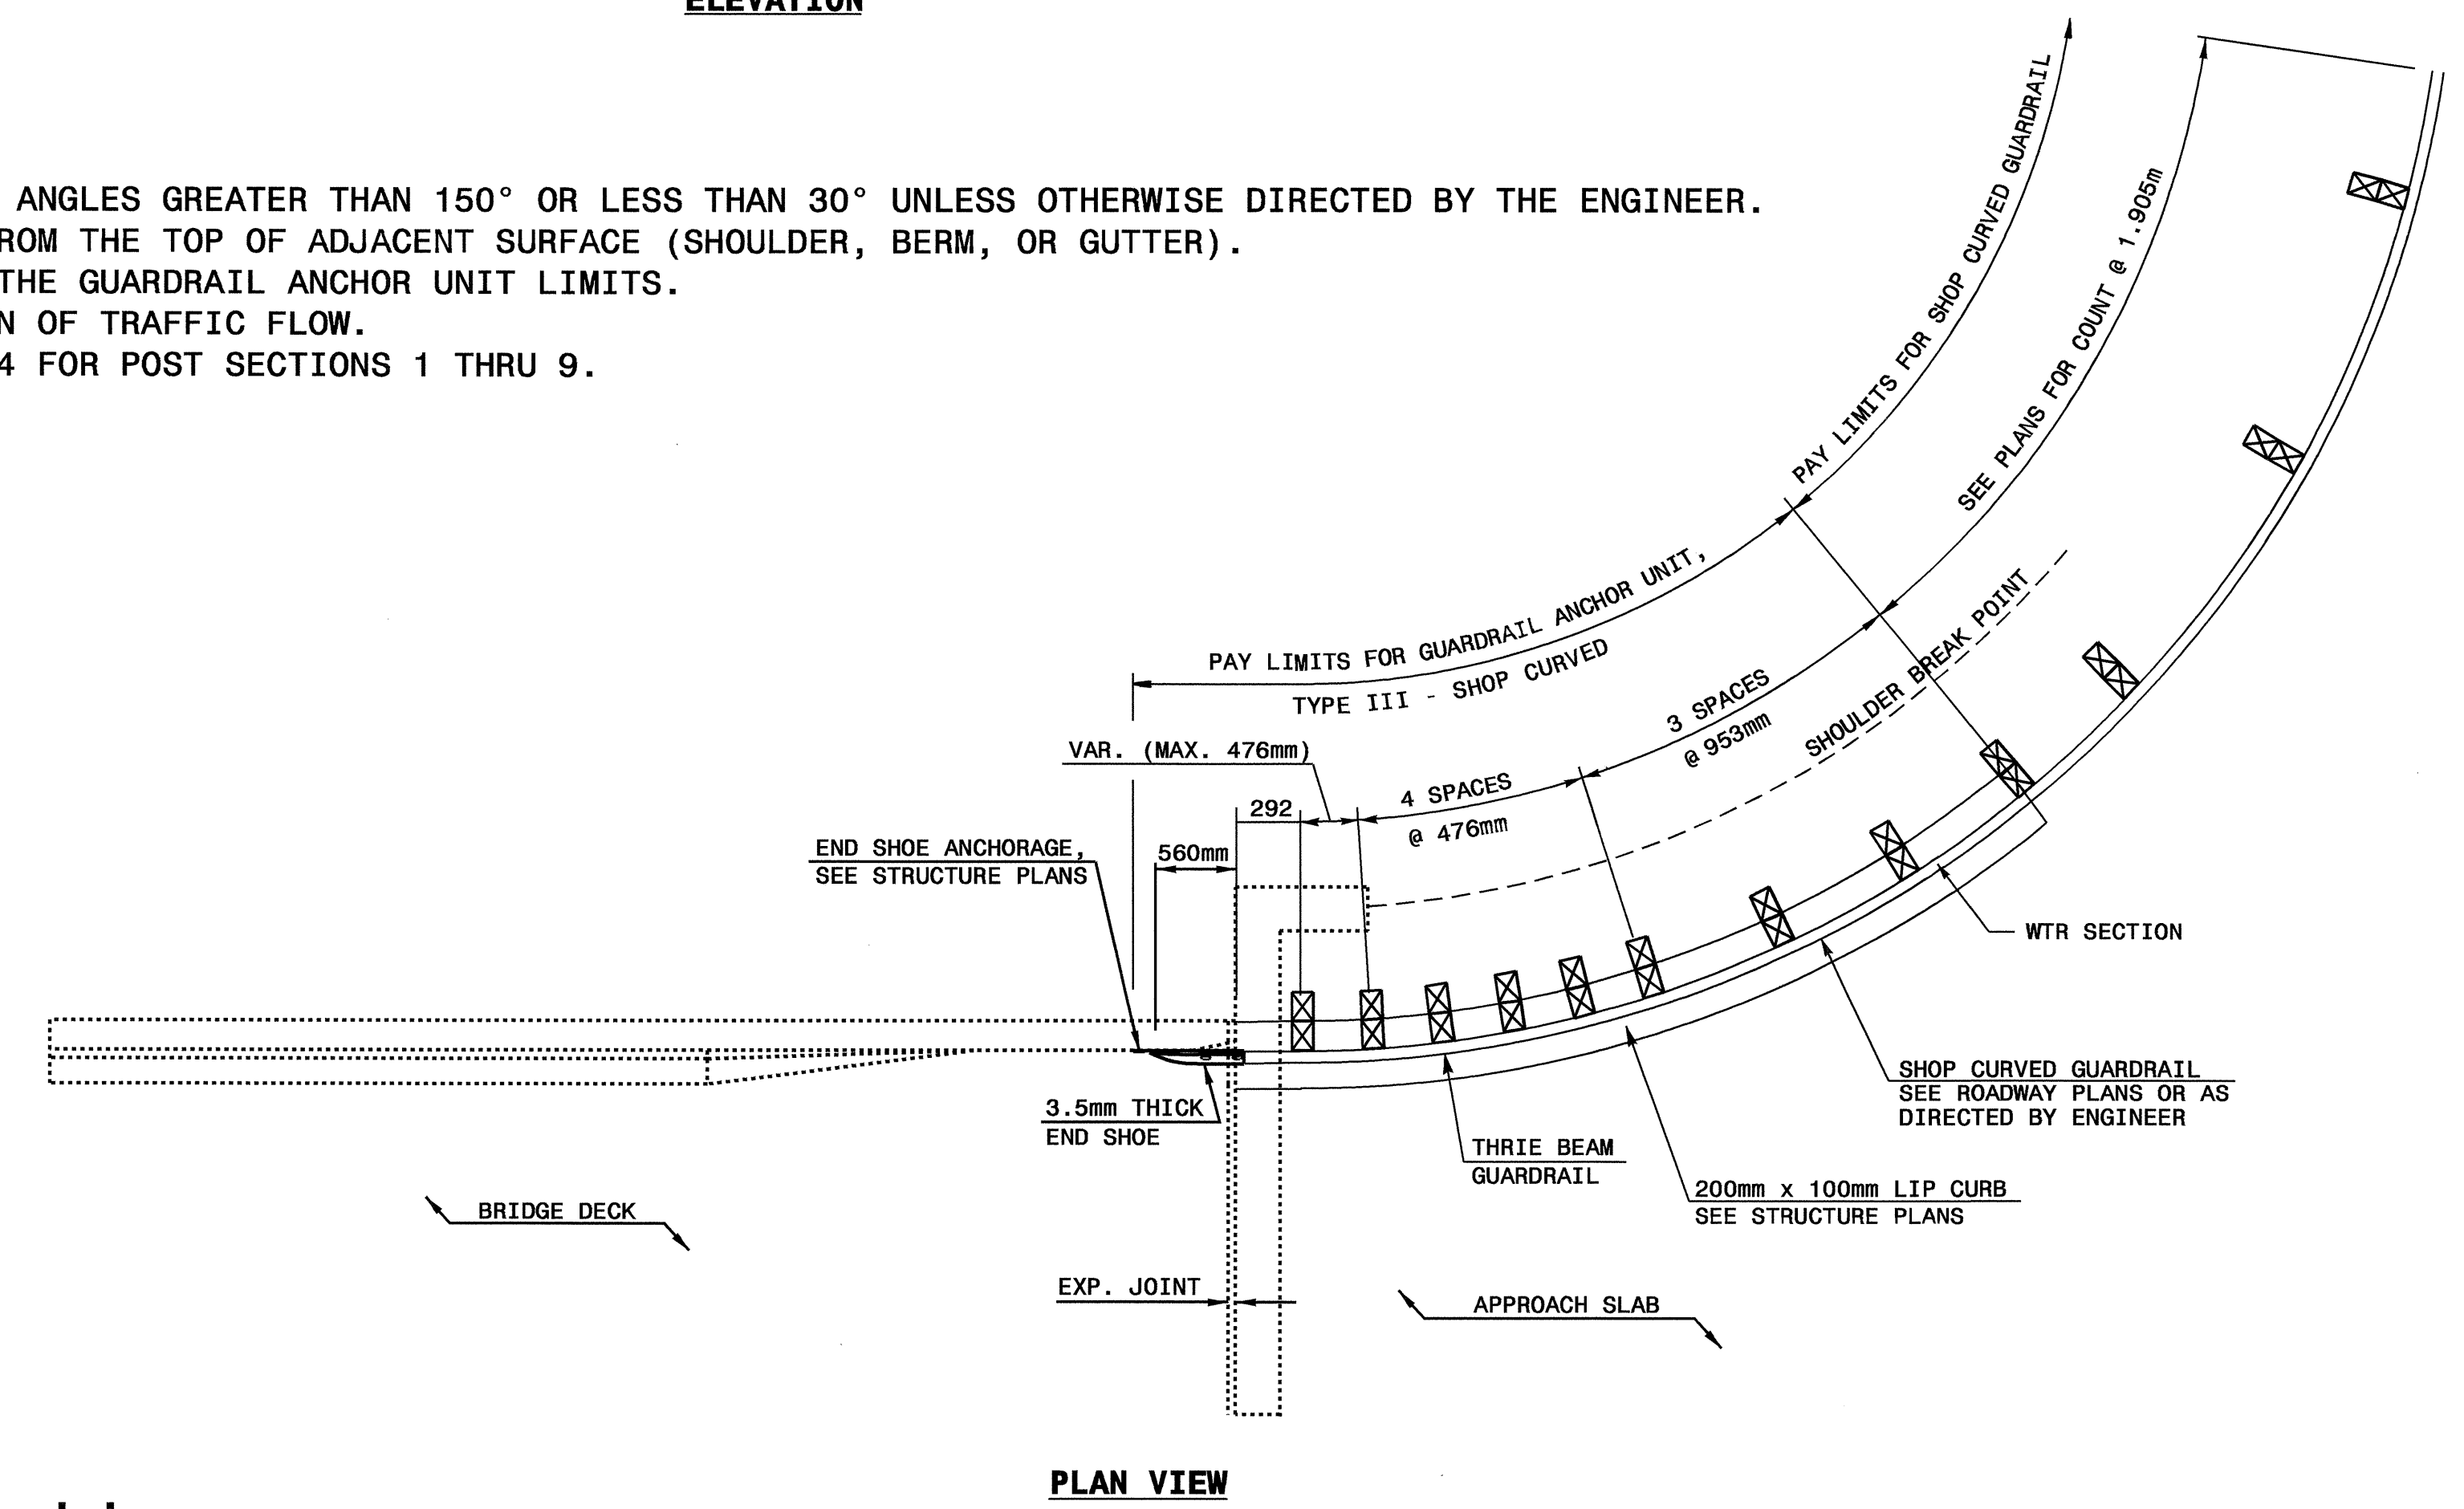 ELEVATION
ANGLES GREATER THAN 150° OR LESS THAN 30° UNLESS OTHERWISE DIRECTED BY THE ENGINEER.
ROM THE TOP OF ADJACENT SURFACE (SHOULDER, BERM, OR GUTTER).
THE GUARDRAIL ANCHOR UNIT LIMITS.
N OF TRAFFIC FLOW.
4 FOR POST SECTIONS 1 THRU 9.
PAY LIMITS FOR SHOP CURVED GUARDRAIL
SEE PLANS FOR COUNT @ 1.905m
PAY LIMITS FOR GUARDRAIL ANCHOR UNIT,
TYPE III - SHOP CURVED
3 SPACES
@ 953mm
SHOULDER BREAK POINT
VAR. (MAX. 476mm)
4 SPACES
@ 476mm
292
560mm
END SHOE ANCHORAGE,
SEE STRUCTURE PLANS
WTR SECTION
SHOP CURVED GUARDRAIL
SEE ROADWAY PLANS OR AS
DIRECTED BY ENGINEER
3.5mm THICK
END SHOE
THRIE BEAM
GUARDRAIL
200mm x 100mm LIP CURB
SEE STRUCTURE PLANS
BRIDGE DECK
EXP. JOINT
APPROACH SLAB
PLAN VIEW